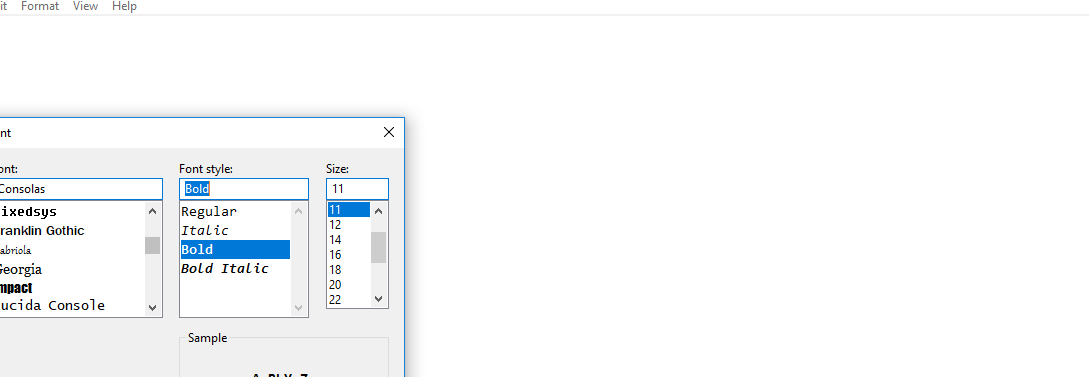 it Format View Help
nt
ont: Font style: Size:
Consolas Bold 11
ixedsys Regular 11
ranklin Gothic Italic 12
abriola Bold 14
Georgia Bold Italic 16
mpact 18
ucida Console 20
22
Sample